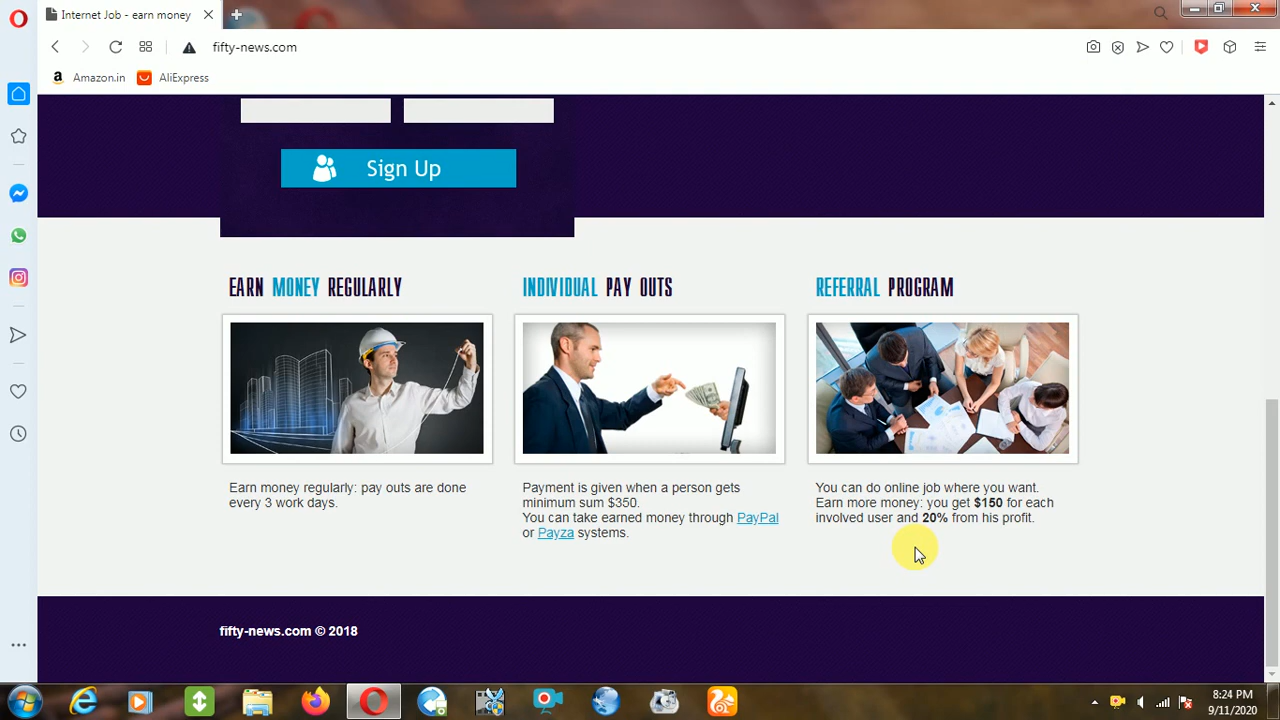 Internet Job - earn money
fifty-news.com
Amazon.in
AliExpress
Sign Up
EARN MONEY REGULARLY
Earn money regularly: pay outs are done
every 3 work days.
INDIVIDUAL PAY OUTS
Payment is given when a person gets
minimum sum $350.
You can take earned money through PayPal
or Payza systems.
REFERRAL PROGRAM
You can do online job where you want.
Earn more money: you get $150 for each
involved user and 20% from his profit.
fifty-news.com © 2018
8:24 PM
9/11/2020